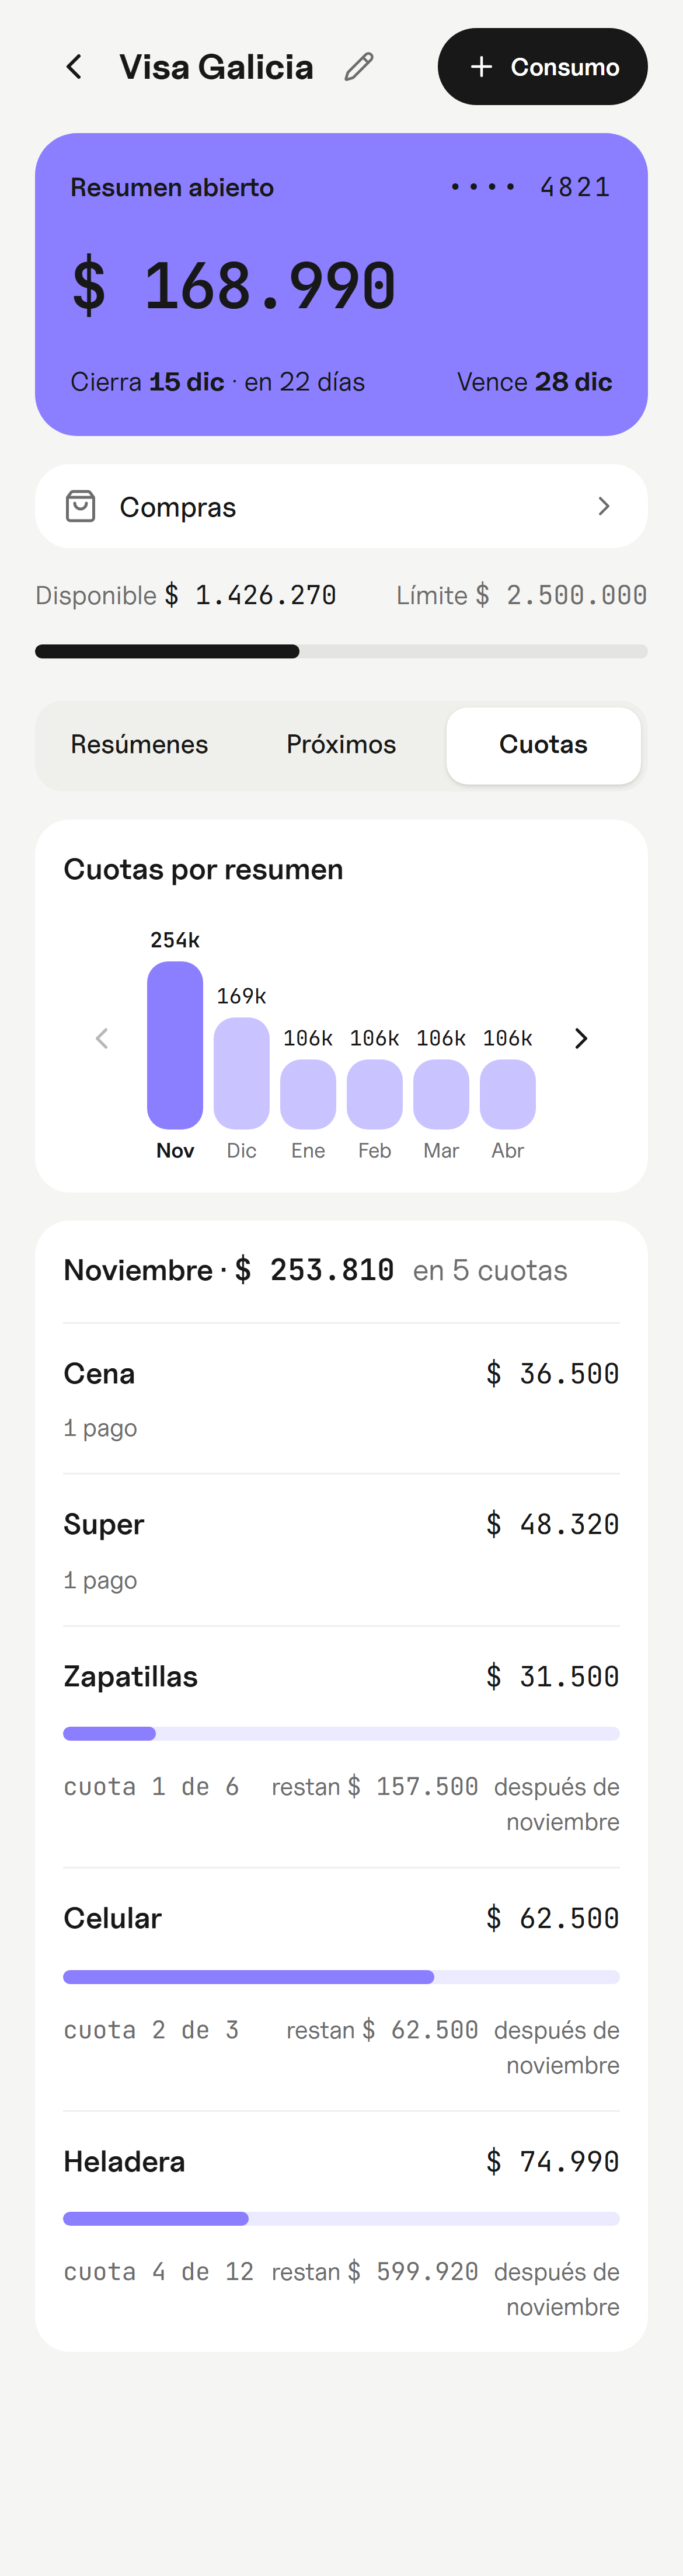 Visa Galicia
Consumo
Resumen abierto
•••• 4821
$ 168.990
Cierra 15 dic · en 22 días
Vence 28 dic
Compras
Disponible $ 1.426.270
Límite $ 2.500.000
Resúmenes
Próximos
Cuotas
Cuotas por resumen
254k
169k
106k
106k
106k
106k
Nov
Dic
Ene
Feb
Mar
Abr
Noviembre · $ 253.810 en 5 cuotas
Cena
$ 36.500
1 pago
Super
$ 48.320
1 pago
Zapatillas
$ 31.500
cuota 1 de 6
restan $ 157.500 después de
noviembre
Celular
$ 62.500
cuota 2 de 3
restan $ 62.500 después de
noviembre
Heladera
$ 74.990
cuota 4 de 12
restan $ 599.920 después de
noviembre